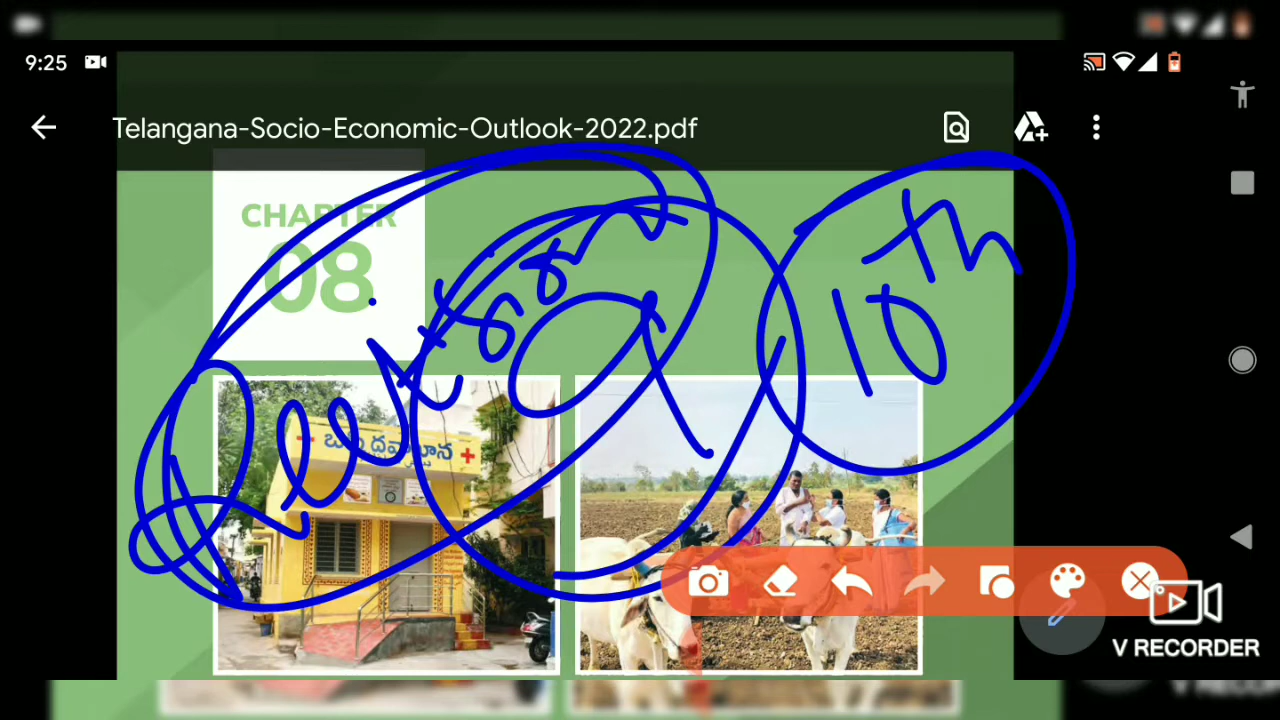 9:25
Telangana-Socio-Economic-Outlook-2022.pdf
CHAPTER
08
10th
V RECORDER